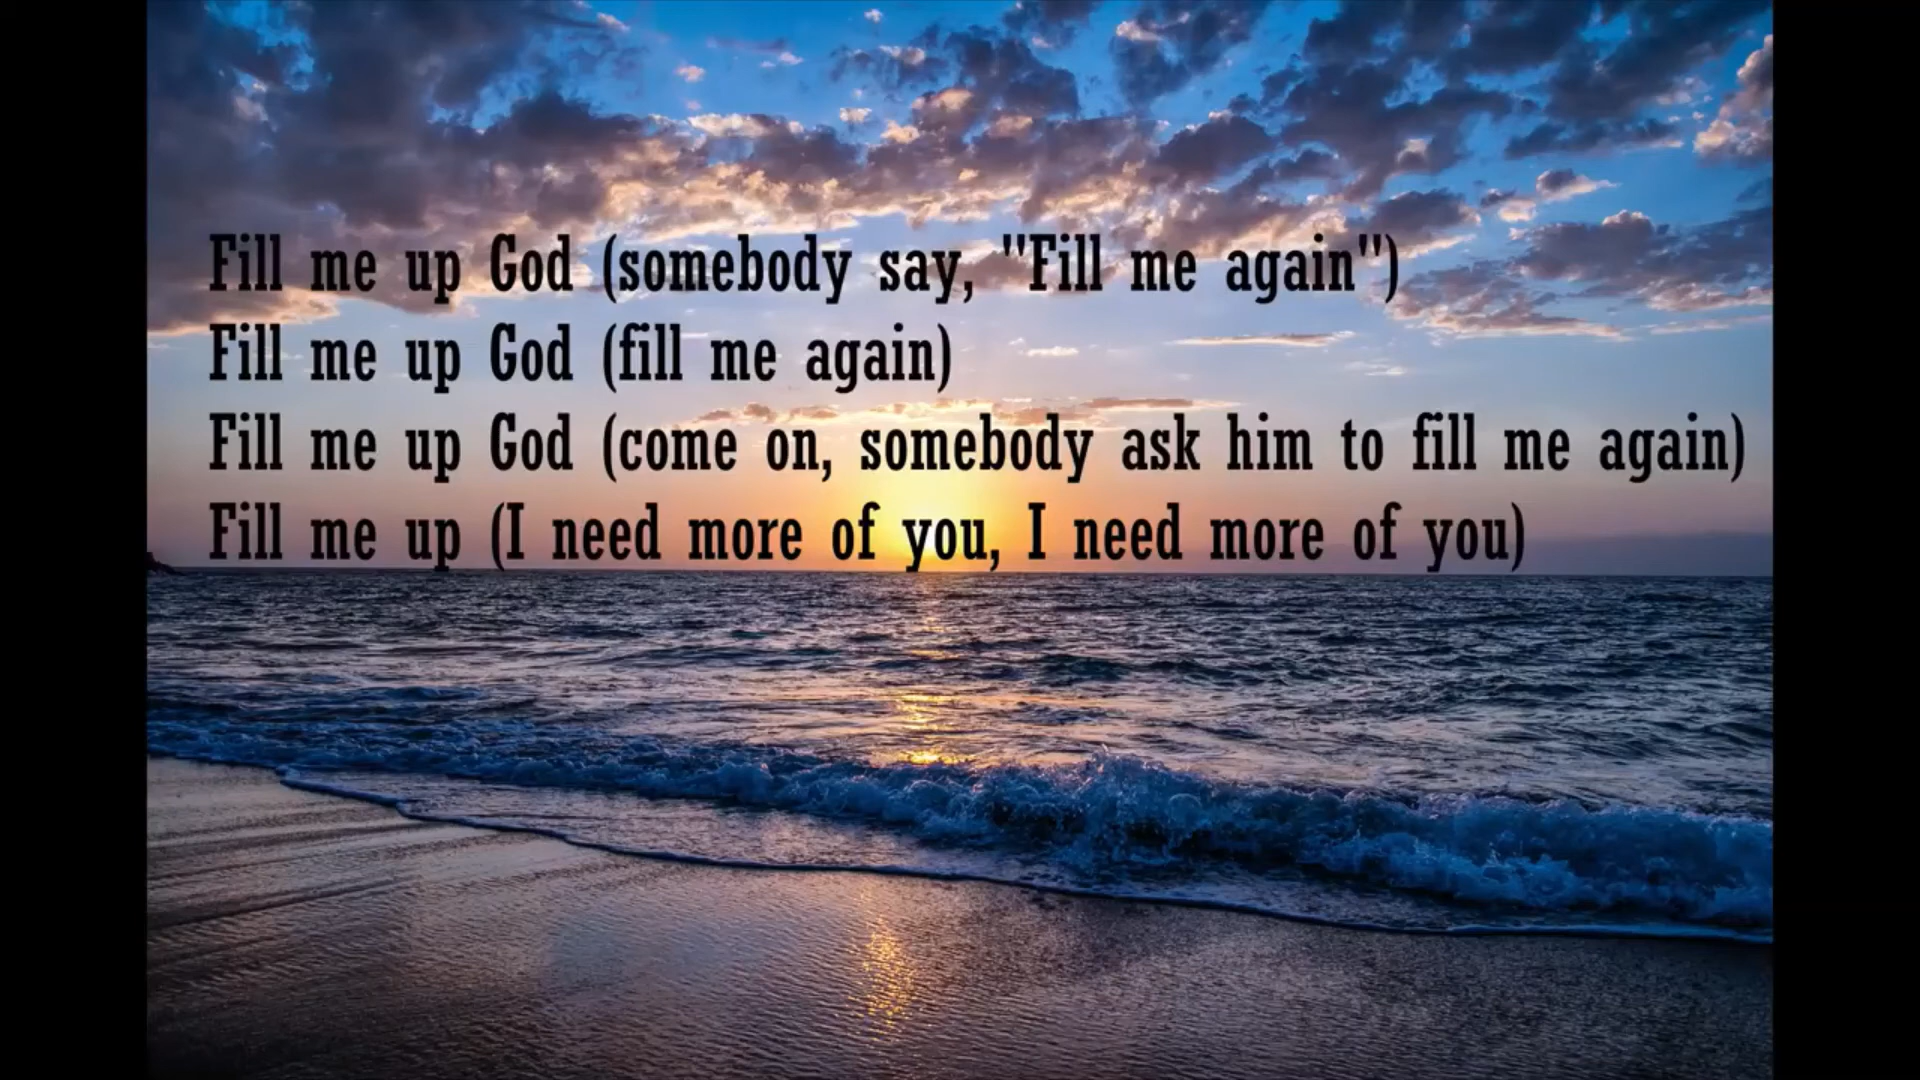 Fill me up God (somebody say, "Fill me again")
Fill me up God (fill me again)
Fill me up God (come on, somebody ask him to fill me again)
Fill me up (I need more of you, I need more of you)